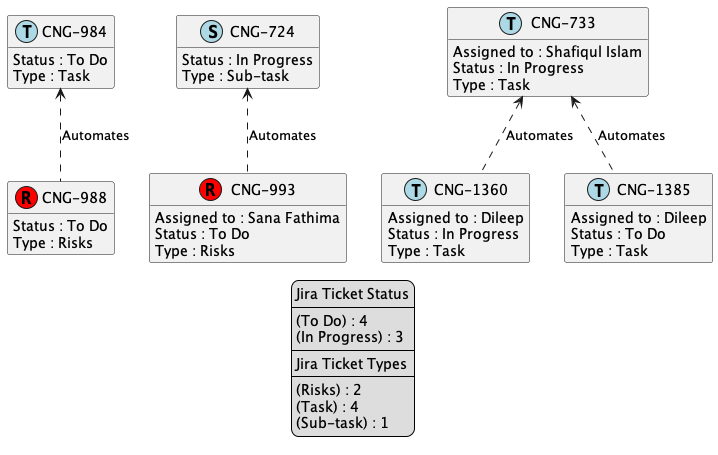 T CNG-984
Status : To Do
Type : Task
S CNG-724
Status : In Progress
Type : Sub-task
T CNG-733
Assigned to : Shafiqul Islam
Status : In Progress
Type : Task
Automates
Automates
Automates
Automates
R CNG-988
Status : To Do
Type : Risks
R CNG-993
Assigned to : Sana Fathima
Status : To Do
Type : Risks
T CNG-1360
Assigned to : Dileep
Status : In Progress
Type : Task
T CNG-1385
Assigned to : Dileep
Status : To Do
Type : Task
Jira Ticket Status
(To Do) : 4
(In Progress) : 3
Jira Ticket Types
(Risks) : 2
(Task) : 4
(Sub-task) : 1